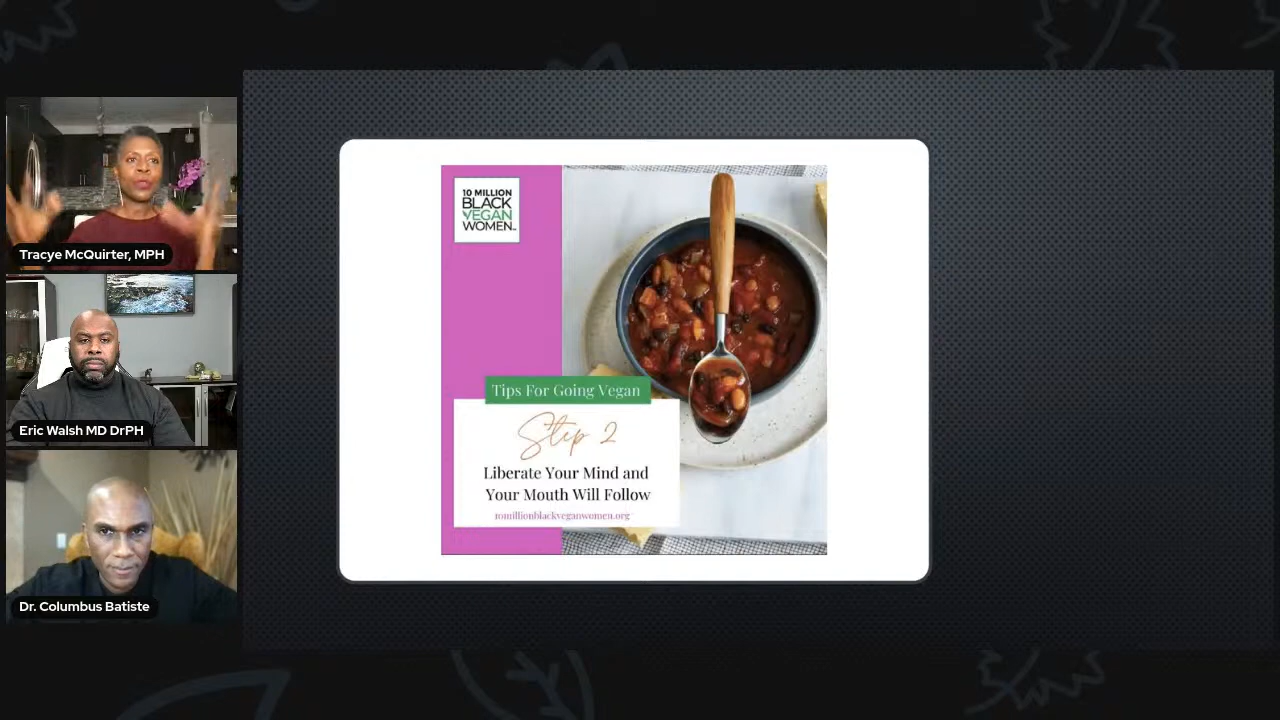 Tracye McQuirter, MPH
Eric Walsh MD DrPH
Dr. Columbus Batiste
10 MILLION
BLACK
VEGAN
WOMEN
Tips For Going Vegan
Step 2
Liberate Your Mind and
Your Mouth Will Follow
10millionblackveganwomen.org